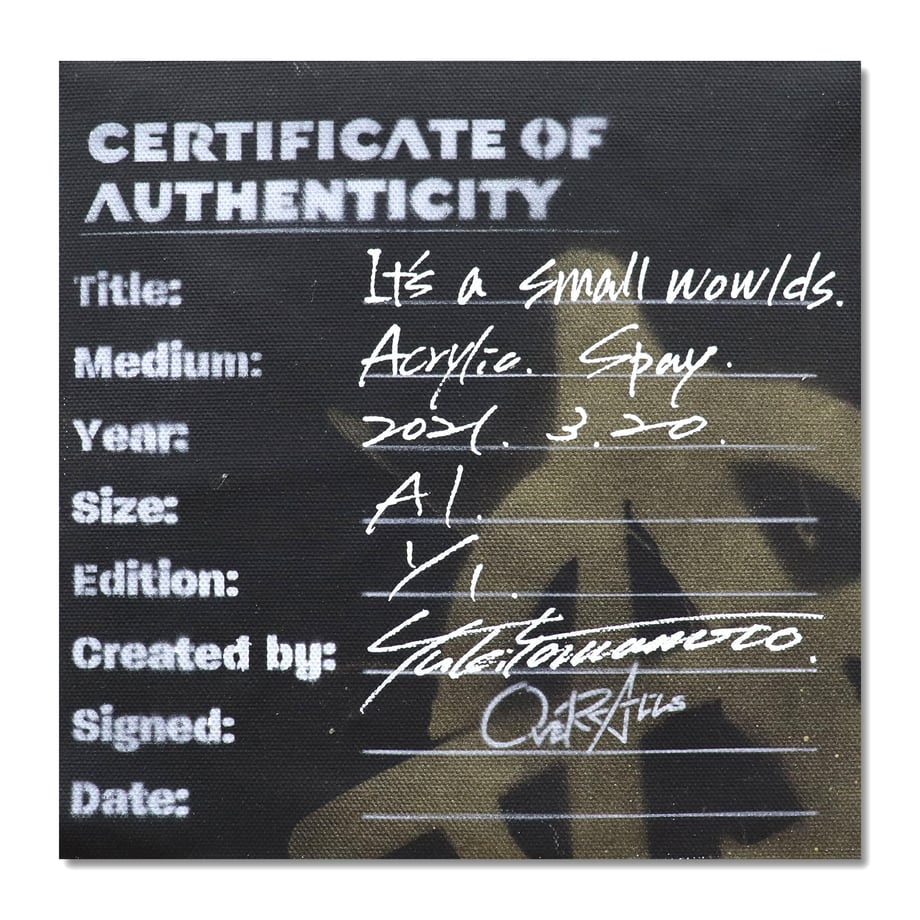 CERTIFICATE OF
AUTHENTICITY
Title: It's a small wowlds.
Medium: Acrylic. Spay.
Year: 2021. 3.20.
Size: A1.
Edition: 1/1.
Created by:
Signed: OVERALLs
Date: